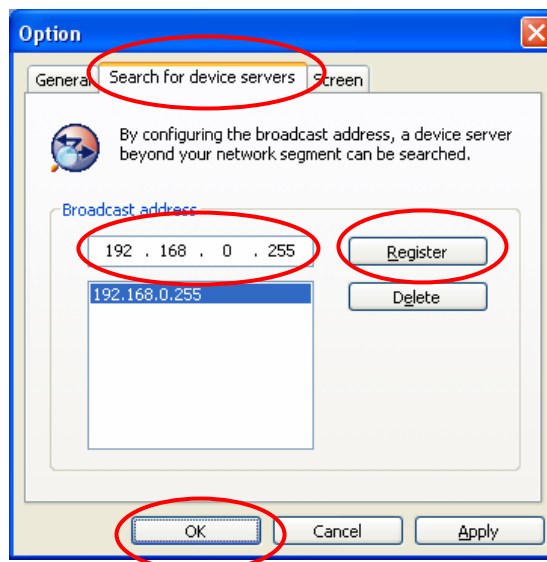 Option
General Search for device servers Screen
By configuring the broadcast address, a device server
beyond your network segment can be searched.
Broadcast address
192 . 168 . 0 . 255 Register
192.168.0.255 Delete
OK Cancel Apply